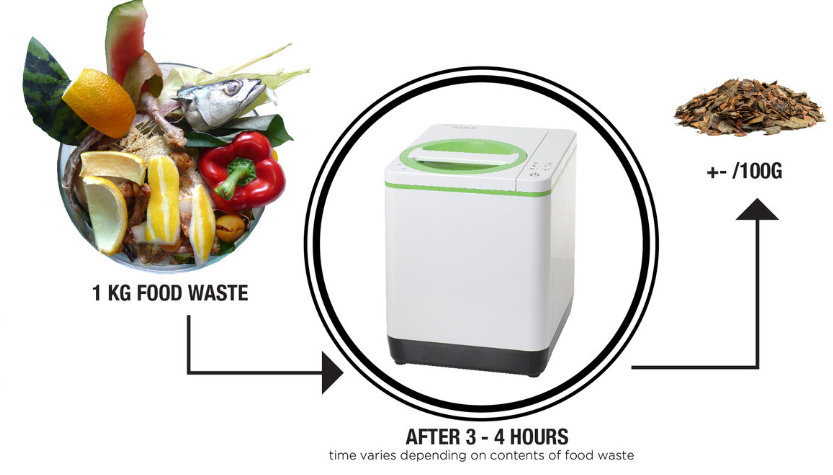 1 KG FOOD WASTE
+- /100G
AFTER 3 - 4 HOURS
time varies depending on contents of food waste